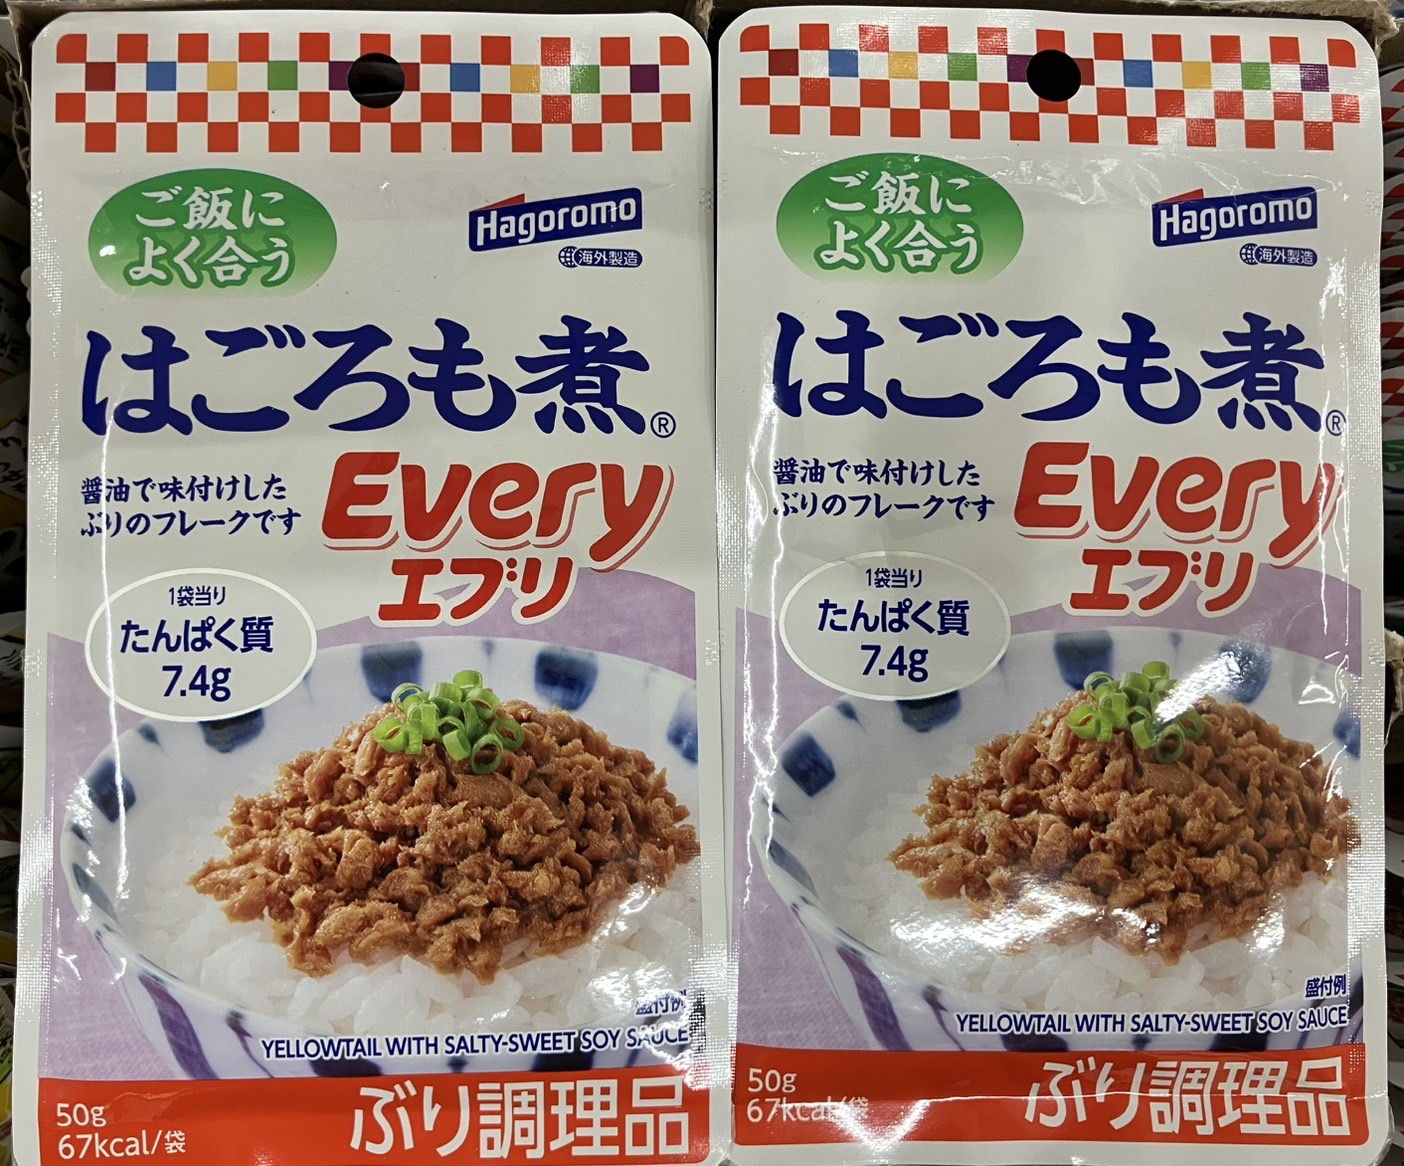 ご飯に
よく合う
Hagoromo
海外製造
はごろも煮®
醤油で味付けした
ぶりのフレークです
Every
エブリ
1袋当り
たんぱく質
7.4g
盛付例
YELLOWTAIL WITH SALTY-SWEET SOY SAUCE
50g
67kcal/袋
ぶり調理品
ご飯に
よく合う
Hagoromo
海外製造
はごろも煮®
醤油で味付けした
ぶりのフレークです
Every
エブリ
1袋当り
たんぱく質
7.4g
盛付例
YELLOWTAIL WITH SALTY-SWEET SOY SAUCE
50g
67kcal/袋
ぶり調理品